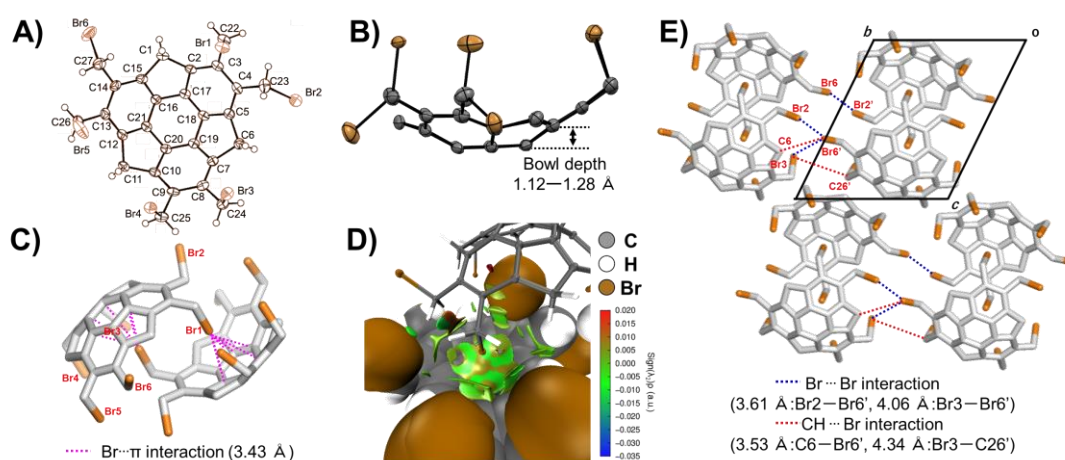 A)
Br6
C22
Br1
C1
C27
C2
C3
C15
C4
C23
C14
C17
C16
Br2
C18
C5
C26
C13
C21
Br5
C12
C20
C19
C6
C11
C10
C7
C9
C8
Br3
Br4
C25
C24
B)
Bowl depth
1.12—1.28 Å
C)
Br2
Br3
Br1
Br4
Br6
Br5
Br···π interaction (3.43 Å)
D)
C
H
Br
0.020
0.015
0.010
0.005
0.000
-0.005
-0.010
-0.015
-0.020
-0.025
-0.030
-0.035
Sign(λ₂)ρ (a.u.)
E)
b
o
Br6
Br2
Br2'
C6
Br6'
Br3
C26'
c
Br ··· Br interaction
(3.61 Å:Br2—Br6', 4.06 Å:Br3—Br6')
CH ··· Br interaction
(3.53 Å:C6—Br6', 4.34 Å:Br3—C26')